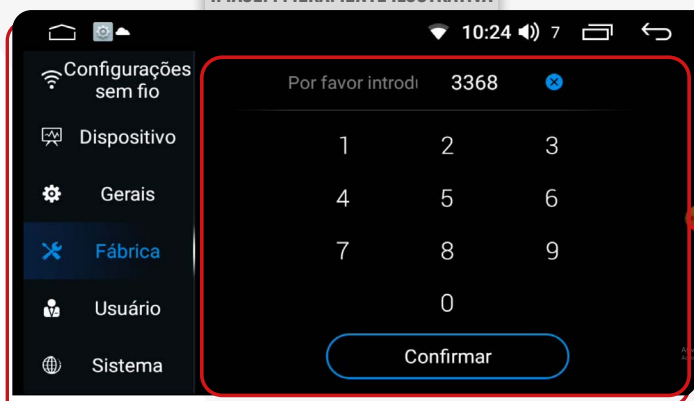 10:24
7
Configurações
sem fio
Dispositivo
Gerais
Fábrica
Usuário
Sistema
Por favor introdu
3368
1 2 3
4 5 6
7 8 9
0
Confirmar